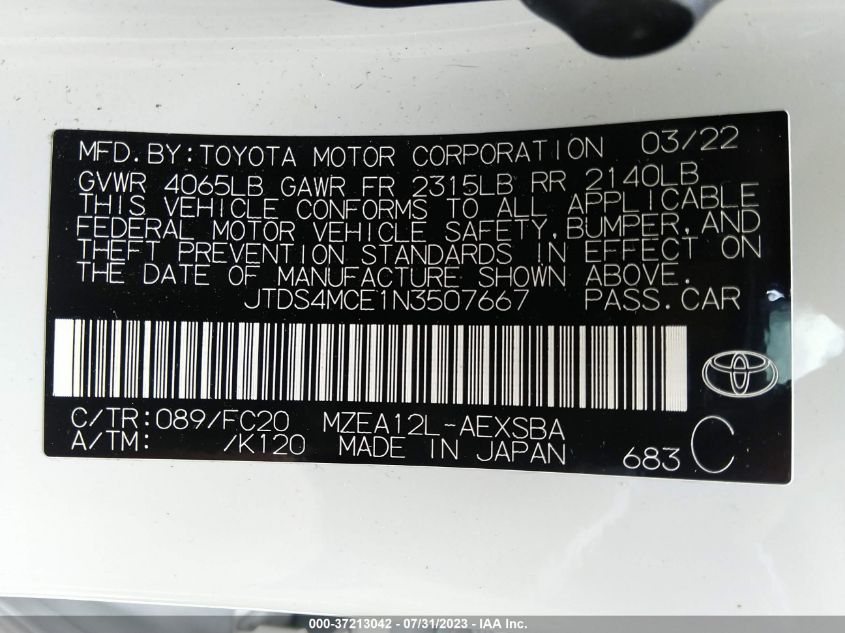 MFD.BY:TOYOTA MOTOR CORPORATION 03/22
GVWR 4065LB GAWR FR 2315LB RR 2140LB
THIS VEHICLE CONFORMS TO ALL APPLICABLE
FEDERAL MOTOR VEHICLE SAFETY, BUMPER, AND
THEFT PREVENTION STANDARDS IN EFFECT ON
THE DATE OF MANUFACTURE SHOWN ABOVE.
JTDS4MCE1N3507667 PASS.CAR
C/TR:089/FC20 MZEA12L-AEXSBA
A/TM: /K120 MADE IN JAPAN 683 C
000-37213042 - 07/31/2023 - IAA Inc.